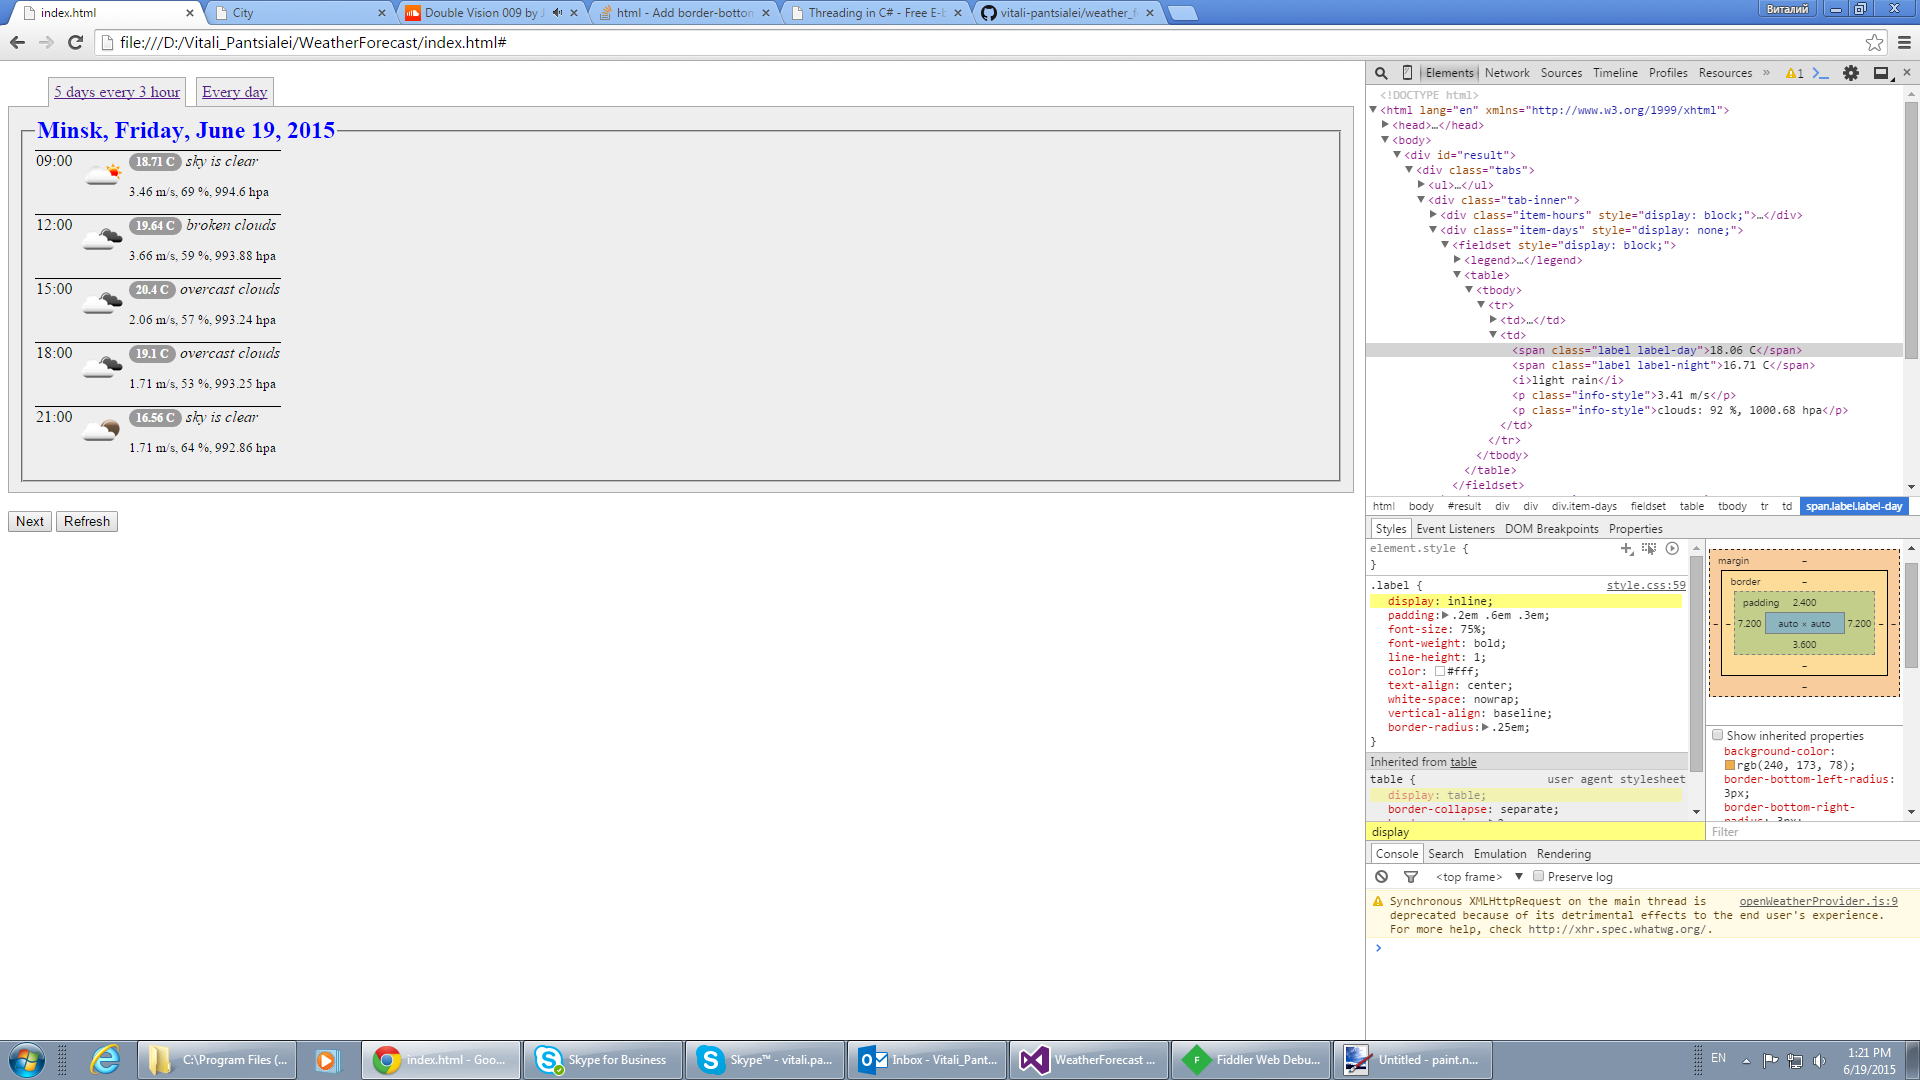 index.html
City
Double Vision 009 by J
html - Add border-bottom
Threading in C# - Free E-b
vitali-pantsialei/weather_f
Виталий
file:///D:/Vitali_Pantsialei/WeatherForecast/index.html#
5 days every 3 hour
Every day
Minsk, Friday, June 19, 2015
09:00
18.71 C sky is clear
3.46 m/s, 69 %, 994.6 hpa
12:00
19.64 C broken clouds
3.66 m/s, 59 %, 993.88 hpa
15:00
20.4 C overcast clouds
2.06 m/s, 57 %, 993.24 hpa
18:00
19.1 C overcast clouds
1.71 m/s, 53 %, 993.25 hpa
21:00
16.56 C sky is clear
1.71 m/s, 64 %, 992.86 hpa
Next
Refresh
Elements Network Sources Timeline Profiles Resources » 1
<!DOCTYPE html>
<html lang="en" xmlns="http://www.w3.org/1999/xhtml">
<head>…</head>
<body>
<div id="result">
<div class="tabs">
<ul>…</ul>
<div class="tab-inner">
<div class="item-hours" style="display: block;">…</div>
<div class="item-days" style="display: none;">
<fieldset style="display: block;">
<legend>…</legend>
<table>
<tbody>
<tr>
<td>…</td>
<td>
<span class="label label-day">18.06 C</span>
<span class="label label-night">16.71 C</span>
<i>light rain</i>
<p class="info-style">3.41 m/s</p>
<p class="info-style">clouds: 92 %, 1000.68 hpa</p>
</td>
</tr>
</tbody>
</table>
</fieldset>
html body #result div div div.item-days fieldset table tbody tr td span.label.label-day
Styles Event Listeners DOM Breakpoints Properties
element.style {
}
.label { style.css:59
display: inline;
padding: .2em .6em .3em;
font-size: 75%;
font-weight: bold;
line-height: 1;
color: #fff;
text-align: center;
white-space: nowrap;
vertical-align: baseline;
border-radius: .25em;
}
Inherited from table
table { user agent stylesheet
display: table;
border-collapse: separate;
display
margin –
border –
padding 2.400
– – 7.200 auto × auto 7.200 – –
3.600
–
–
Show inherited properties
background-color:
rgb(240, 173, 78);
border-bottom-left-radius:
3px;
border-bottom-right-
radius: 3px;
Filter
Console Search Emulation Rendering
<top frame> ▼ Preserve log
Synchronous XMLHttpRequest on the main thread is openWeatherProvider.js:9
deprecated because of its detrimental effects to the end user's experience.
For more help, check http://xhr.spec.whatwg.org/.
C:\Program Files (...
index.html - Goo...
Skype for Business
Skype™ - vitali.pa...
Inbox - Vitali_Pant...
WeatherForecast ...
Fiddler Web Debu...
Untitled - paint.n...
EN
1:21 PM
6/19/2015